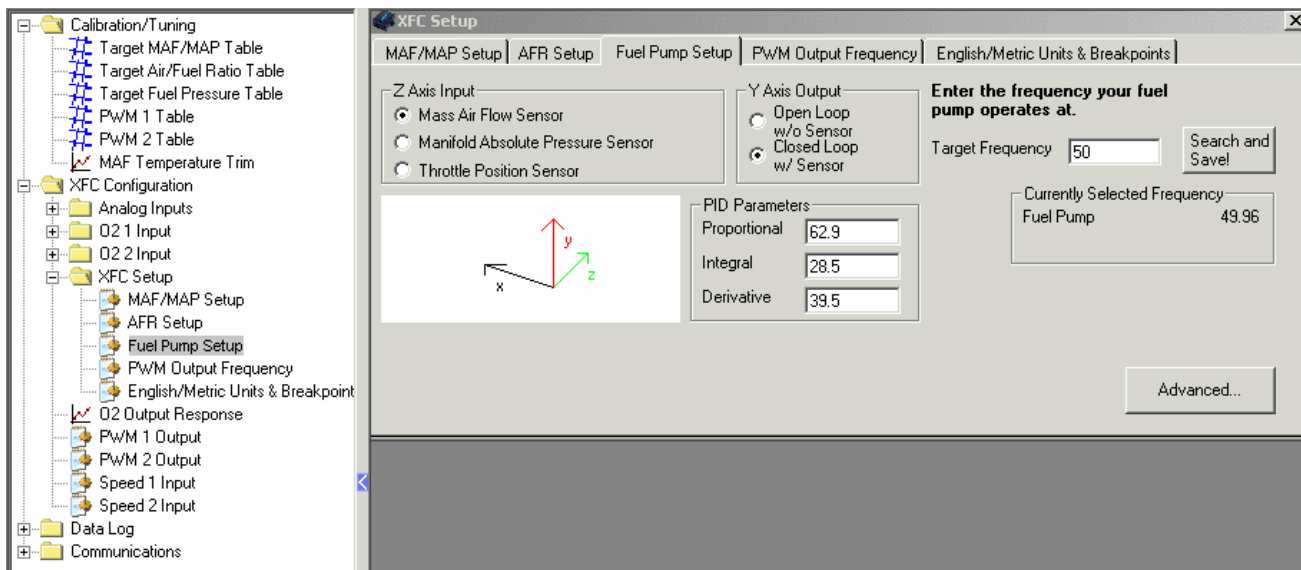 Calibration/Tuning
Target MAF/MAP Table
Target Air/Fuel Ratio Table
Target Fuel Pressure Table
PWM 1 Table
PWM 2 Table
MAF Temperature Trim
XFC Configuration
Analog Inputs
O2 1 Input
O2 2 Input
XFC Setup
MAF/MAP Setup
AFR Setup
Fuel Pump Setup
PWM Output Frequency
English/Metric Units & Breakpoint
O2 Output Response
PWM 1 Output
PWM 2 Output
Speed 1 Input
Speed 2 Input
Data Log
Communications
XFC Setup
MAF/MAP Setup AFR Setup Fuel Pump Setup PWM Output Frequency English/Metric Units & Breakpoints
Z Axis Input
Mass Air Flow Sensor
Manifold Absolute Pressure Sensor
Throttle Position Sensor
Y Axis Output
Open Loop
w/o Sensor
Closed Loop
w/ Sensor
Enter the frequency your fuel
pump operates at.
Target Frequency 50
Search and
Save!
Currently Selected Frequency
Fuel Pump 49.96
x
y
z
PID Parameters
Proportional 62.9
Integral 28.5
Derivative 39.5
Advanced...